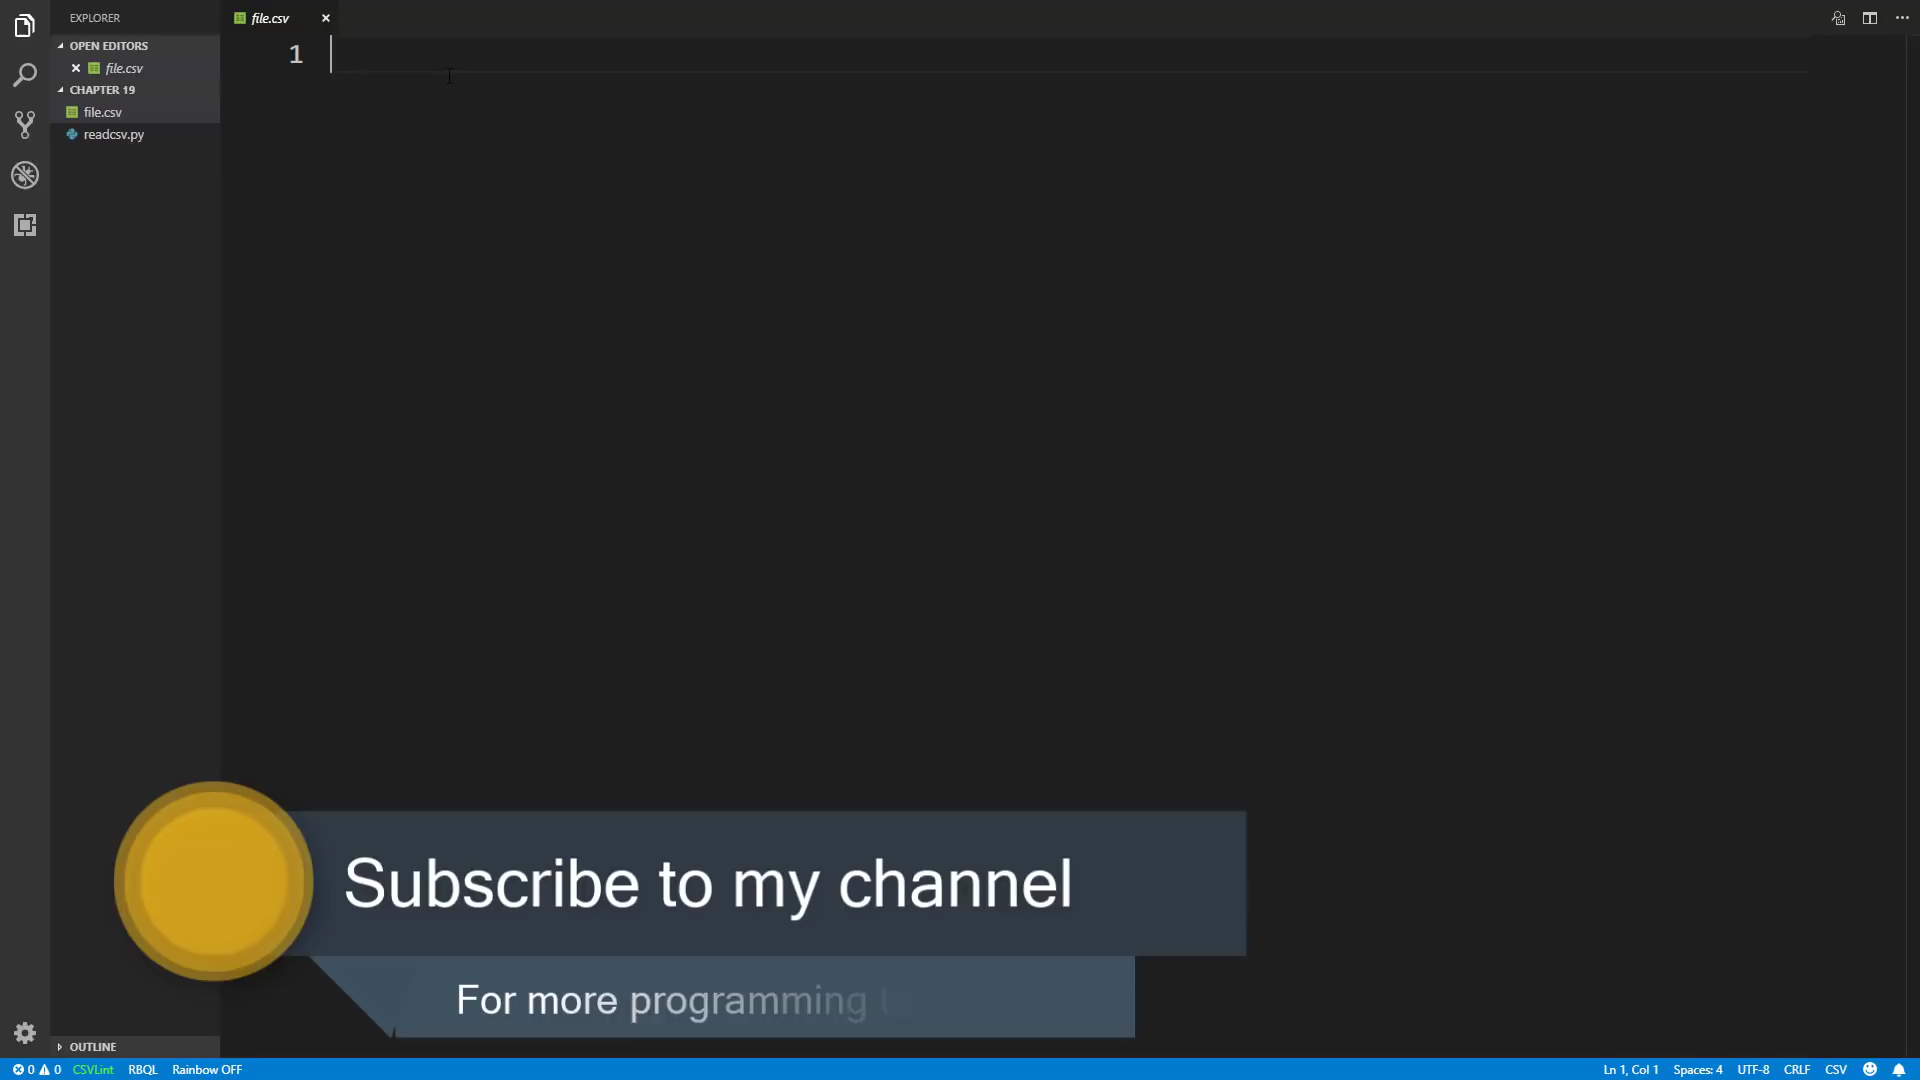 EXPLORER
file.csv
OPEN EDITORS
file.csv
CHAPTER 19
file.csv
readcsv.py
1
Subscribe to my channel
For more programming
OUTLINE
0 0 CSVLint RBQL Rainbow OFF
Ln 1, Col 1 Spaces: 4 UTF-8 CRLF CSV